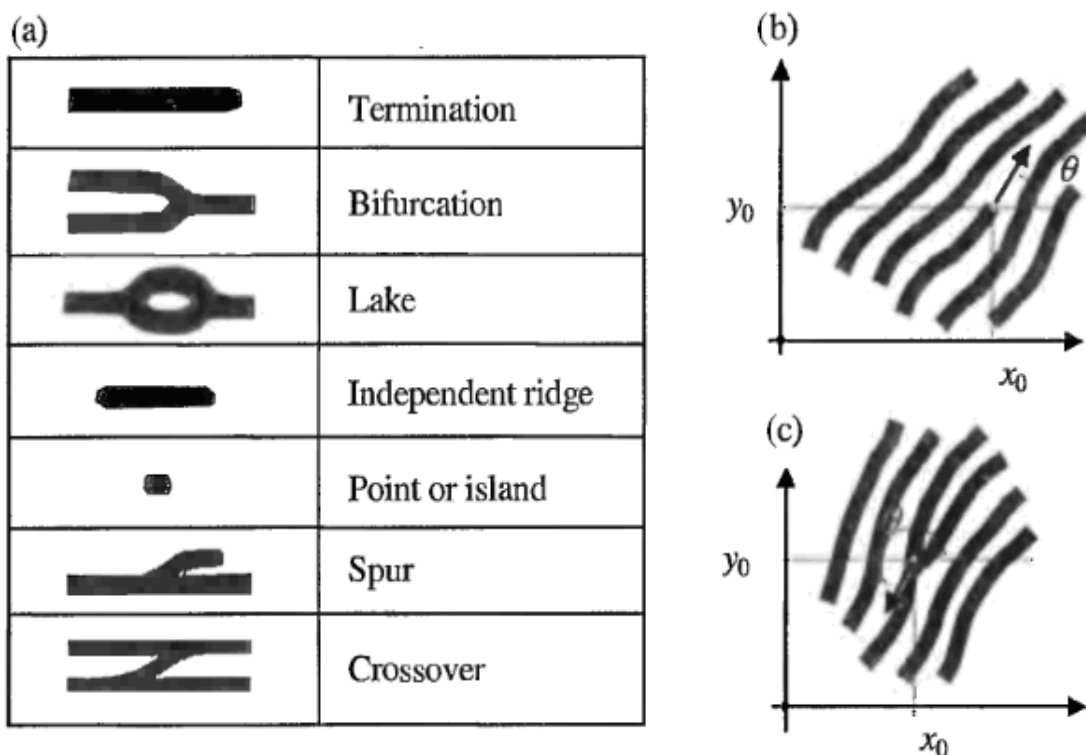 (a)
Termination
Bifurcation
Lake
Independent ridge
Point or island
Spur
Crossover
(b)
y₀
θ
x₀
(c)
θ
y₀
x₀